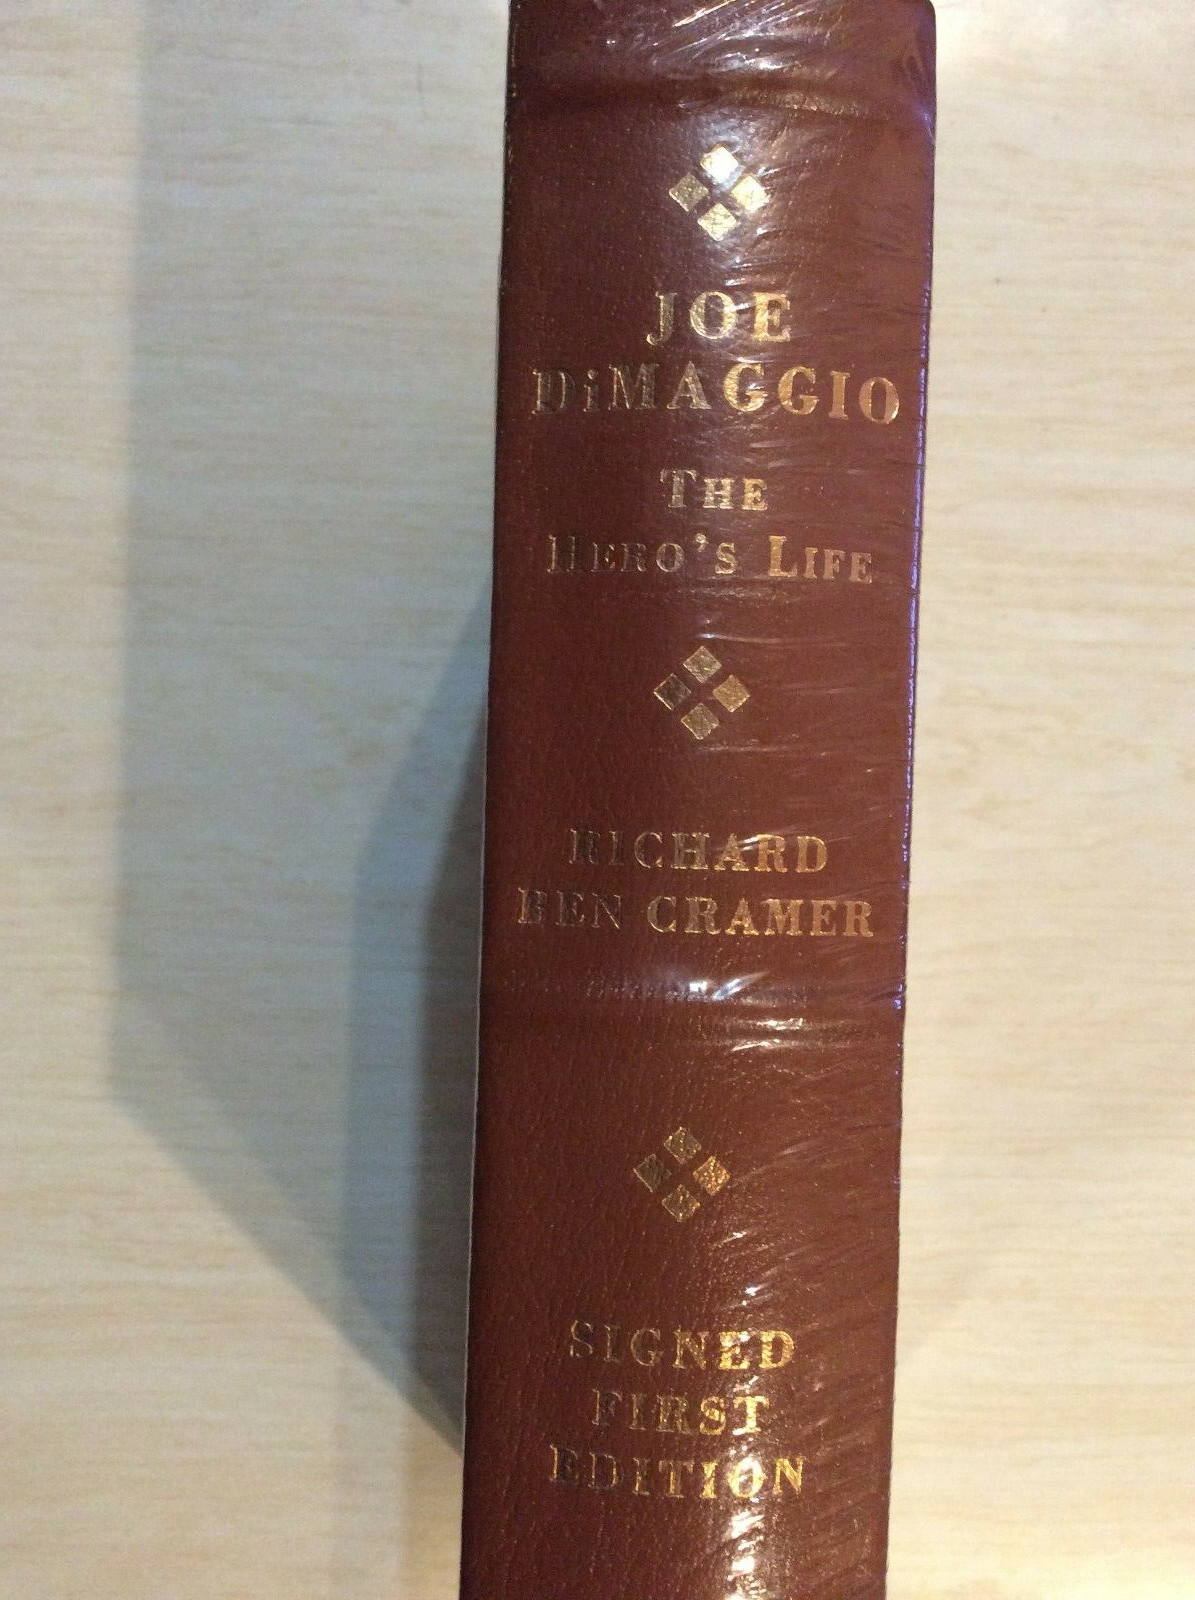 JOE
DiMAGGIO
THE
HERO'S LIFE
RICHARD
BEN CRAMER
SIGNED
FIRST
EDITION